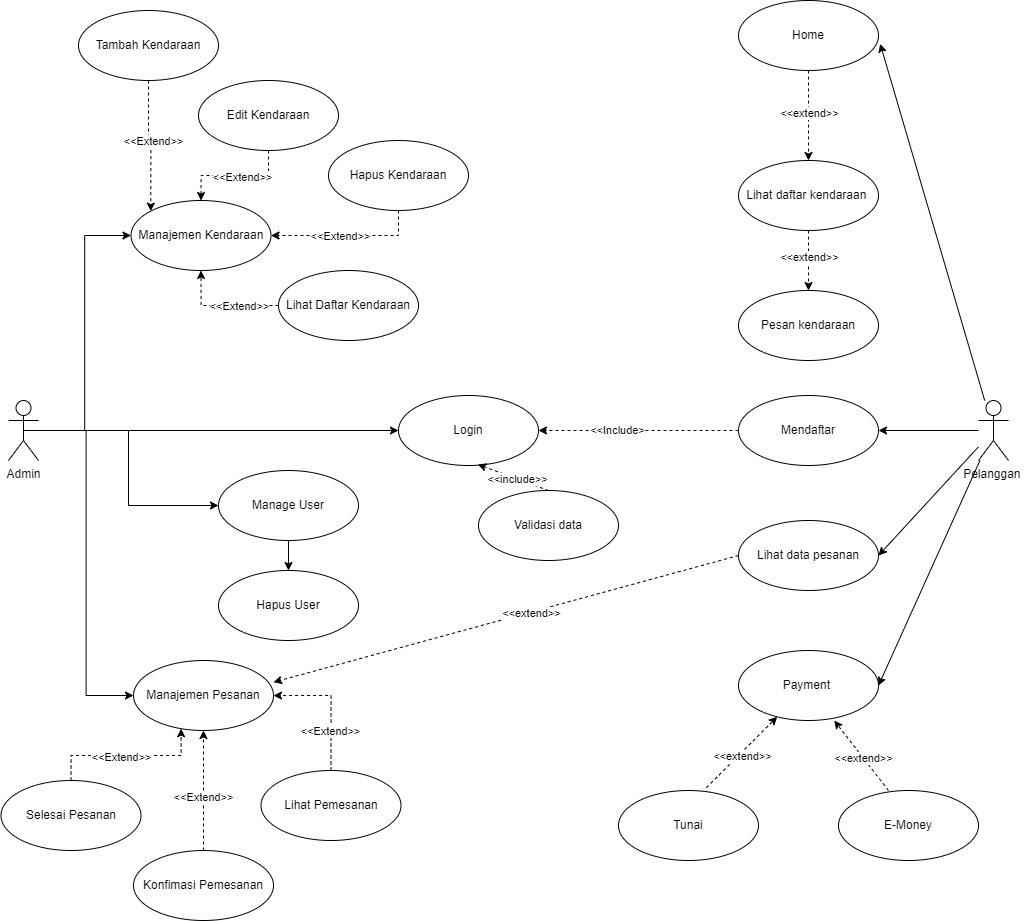 Tambah Kendaraan
Home
Edit Kendaraan
<<extend>>
<<Extend>>
Hapus Kendaraan
<<Extend>>
Lihat daftar kendaraan
Manajemen Kendaraan
<<Extend>>
<<extend>>
<<Extend>>
Lihat Daftar Kendaraan
Pesan kendaraan
Login
<<Include>
Mendaftar
Admin
Pelanggan
<<include>>
Manage User
Validasi data
Lihat data pesanan
Hapus User
<<extend>>
Manajemen Pesanan
Payment
<<Extend>>
<<Extend>>
<<extend>>
<<extend>>
<<Extend>>
Lihat Pemesanan
Selesai Pesanan
Tunai
E-Money
Konfimasi Pemesanan